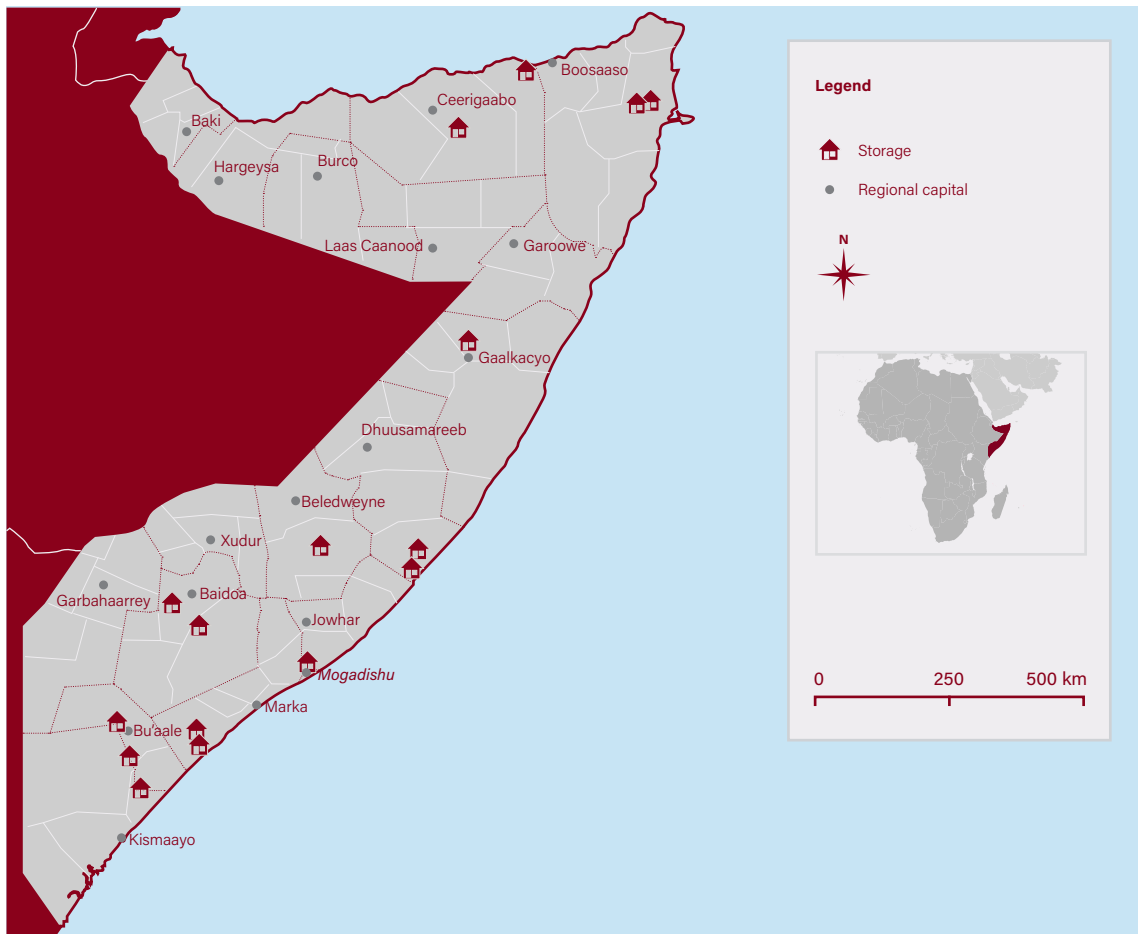 Boosaaso
Ceerigaabo
Baki
Hargeysa
Burco
Laas Caanood
Garoowe
Gaalkacyo
Dhuusamareeb
Beledweyne
Xudur
Garbahaarrey
Baidoa
Jowhar
Mogadishu
Marka
Bu'aale
Kismaayo
Legend
Storage
Regional capital
N
0 250 500 km